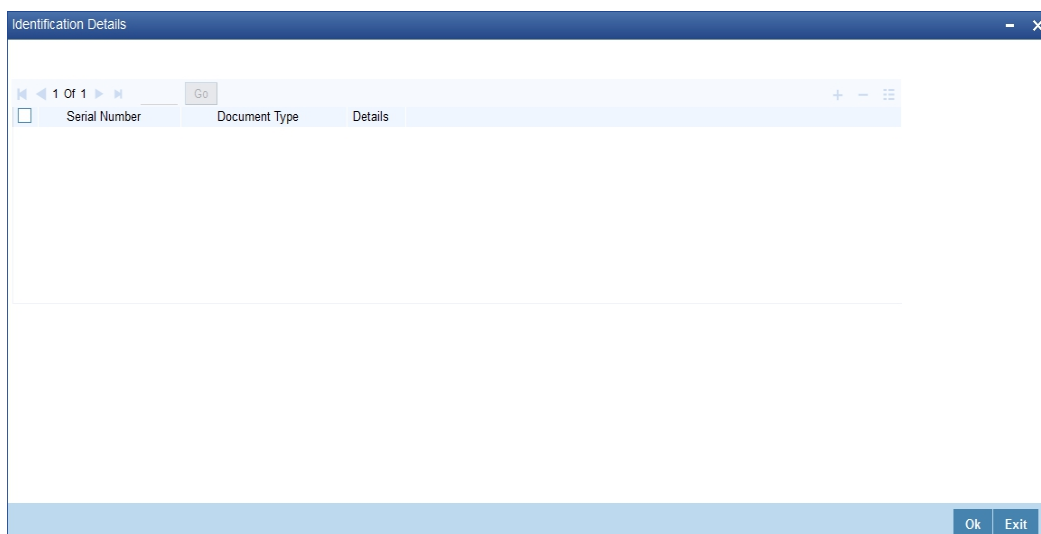 Identification Details
1 Of 1 Go
Serial Number Document Type Details
Ok Exit